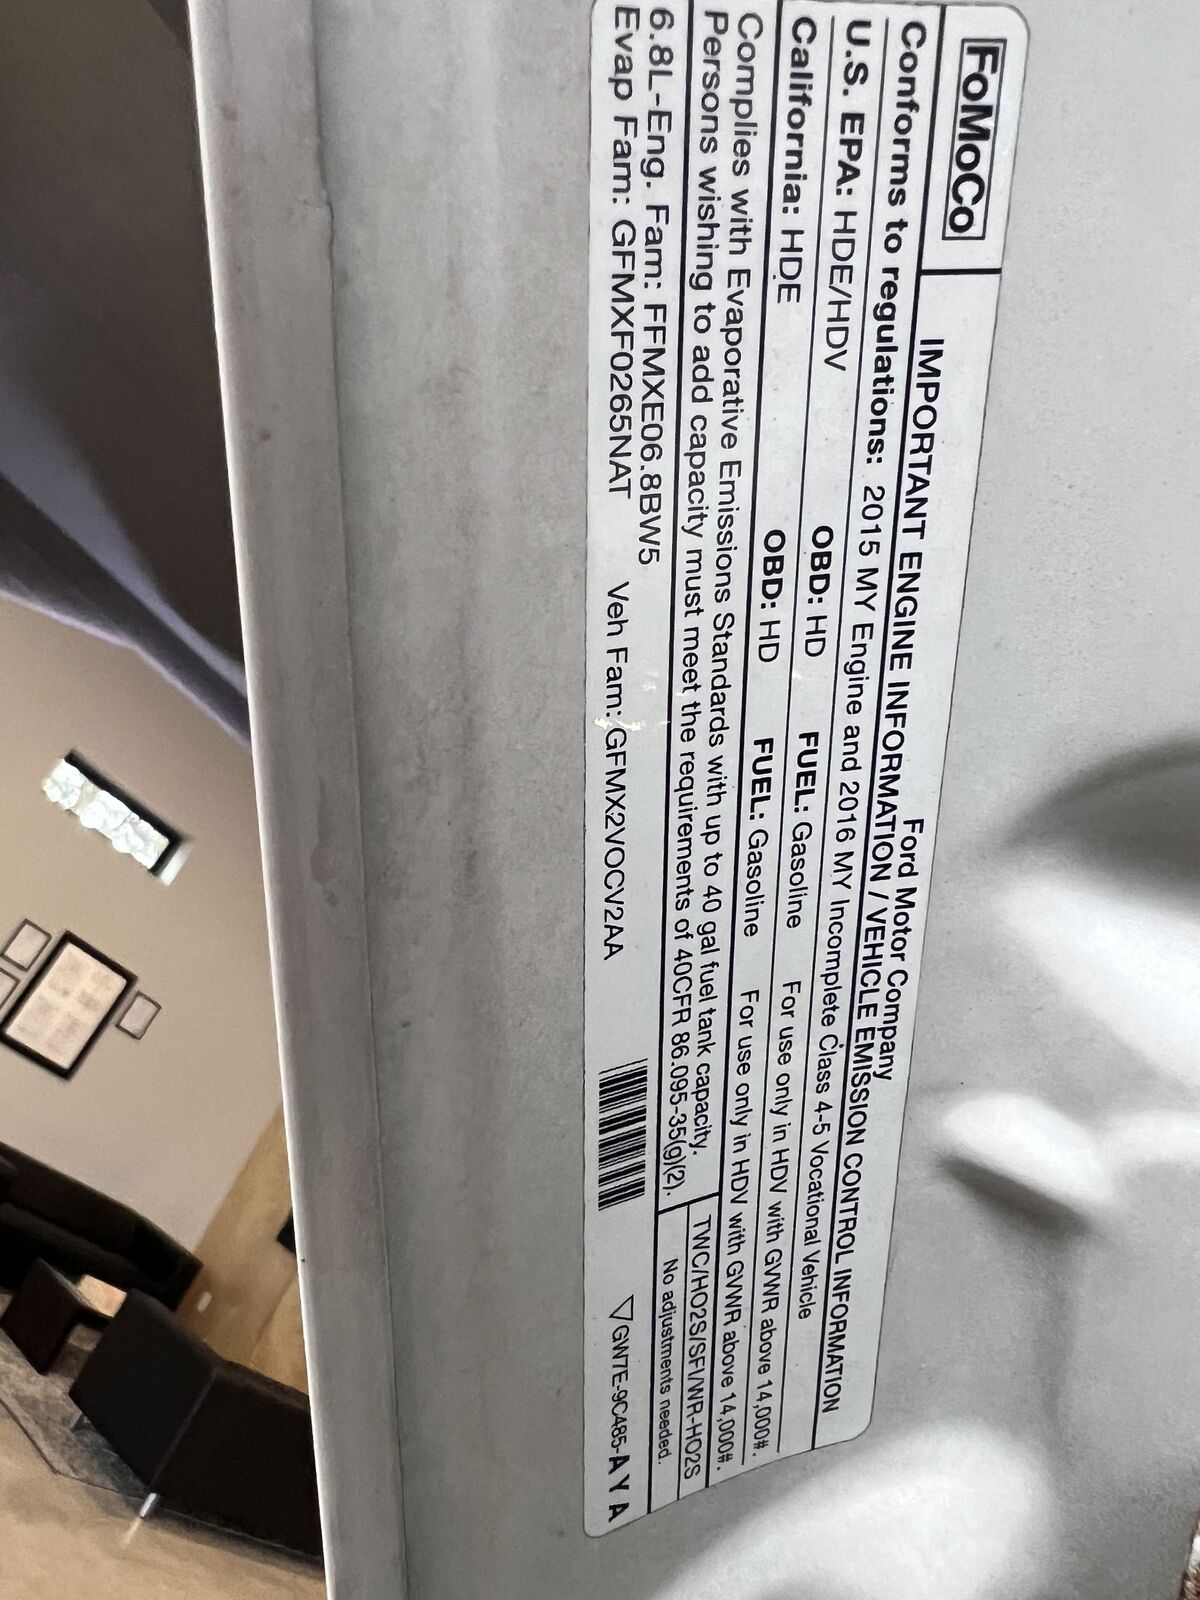 FoMoCo
Ford Motor Company
IMPORTANT ENGINE INFORMATION / VEHICLE EMISSION CONTROL INFORMATION
Conforms to regulations: 2015 MY Engine and 2016 MY Incomplete Class 4-5 Vocational Vehicle
U.S. EPA: HDE/HDV OBD: HD FUEL: Gasoline For use only in HDV with GVWR above 14,000#.
California: HDE OBD: HD FUEL: Gasoline For use only in HDV with GVWR above 14,000#.
Complies with Evaporative Emissions Standards with up to 40 gal fuel tank capacity. TWC/HO2S/SFI/WR-HO2S
Persons wishing to add capacity must meet the requirements of 40CFR 86.095-35(g)(2). No adjustments needed.
6.8L-Eng. Fam: FFMXE06.8BW5
Evap Fam: GFMXF0265NAT Veh Fam: GFMX2VOCV2AA ▽GW7E-9C485-A Y A